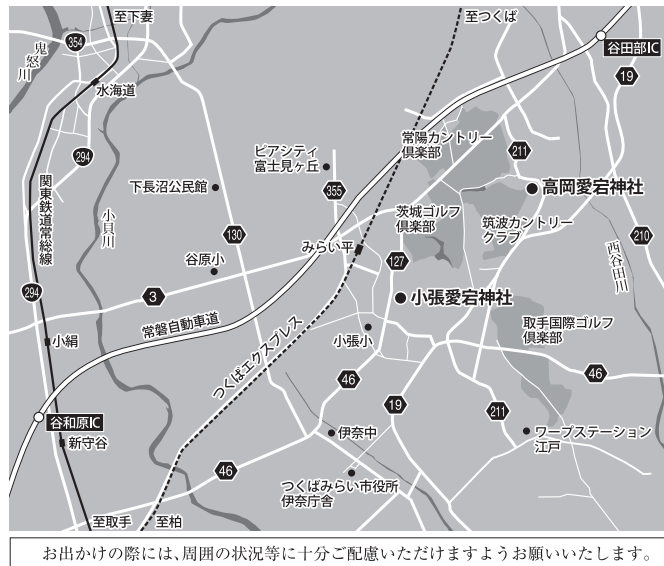 至下妻
至つくば
354
鬼怒川
谷田部IC
19
水海道
常陽カントリー
倶楽部
211
294
ピアシティ
富士見ヶ丘
関東鉄道常総線
下長沼公民館
355
高岡愛宕神社
小貝川
茨城ゴルフ
倶楽部
筑波カントリー
クラブ
130
みらい平
210
西谷田川
谷原小
127
294
3
小張愛宕神社
常磐自動車道
取手国際ゴルフ
倶楽部
小絹
つくばエクスプレス
小張小
46
46
谷和原IC
19
211
新守谷
伊奈中
ワープステーション
江戸
46
つくばみらい市役所
伊奈庁舎
至取手
至柏
お出かけの際には、周囲の状況等に十分ご配慮いただけますようお願いいたします。